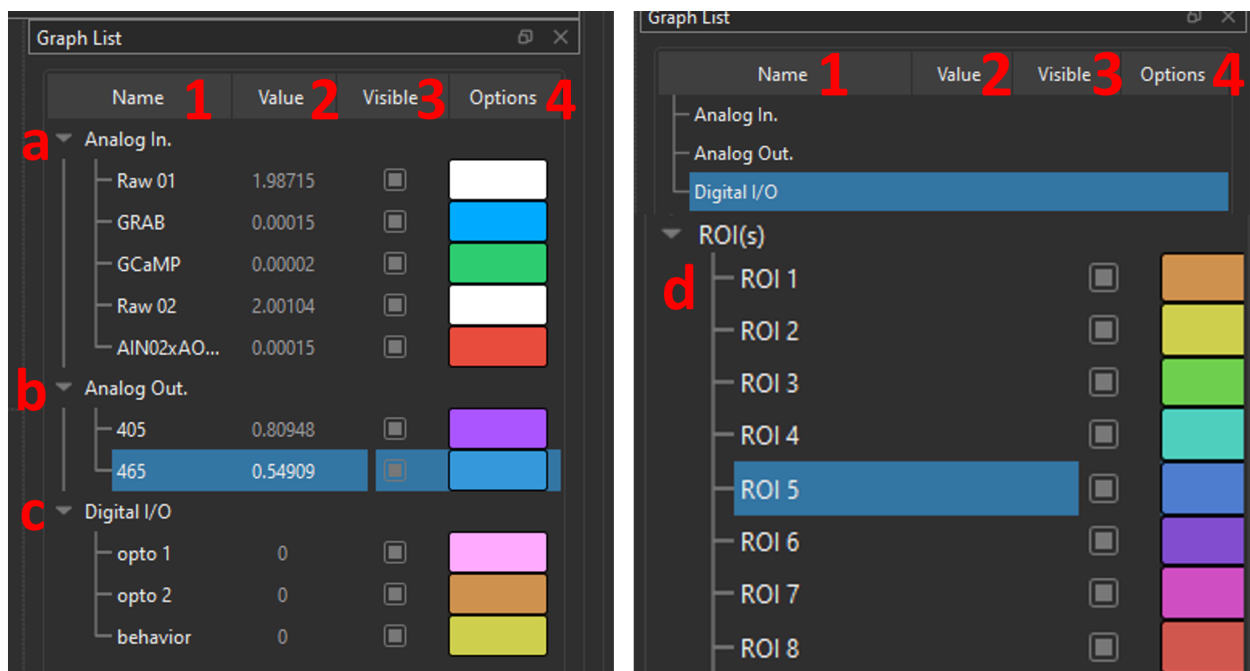 Graph List
Name 1 Value 2 Visible 3 Options 4
a Analog In.
Raw 01 1.98715
GRAB 0.00015
GCaMP 0.00002
Raw 02 2.00104
AIN02xAO... 0.00015
b Analog Out.
405 0.80948
465 0.54909
c Digital I/O
opto 1 0
opto 2 0
behavior 0
Graph List
Name 1 Value 2 Visible 3 Options 4
Analog In.
Analog Out.
Digital I/O
ROI(s)
d ROI 1
ROI 2
ROI 3
ROI 4
ROI 5
ROI 6
ROI 7
ROI 8